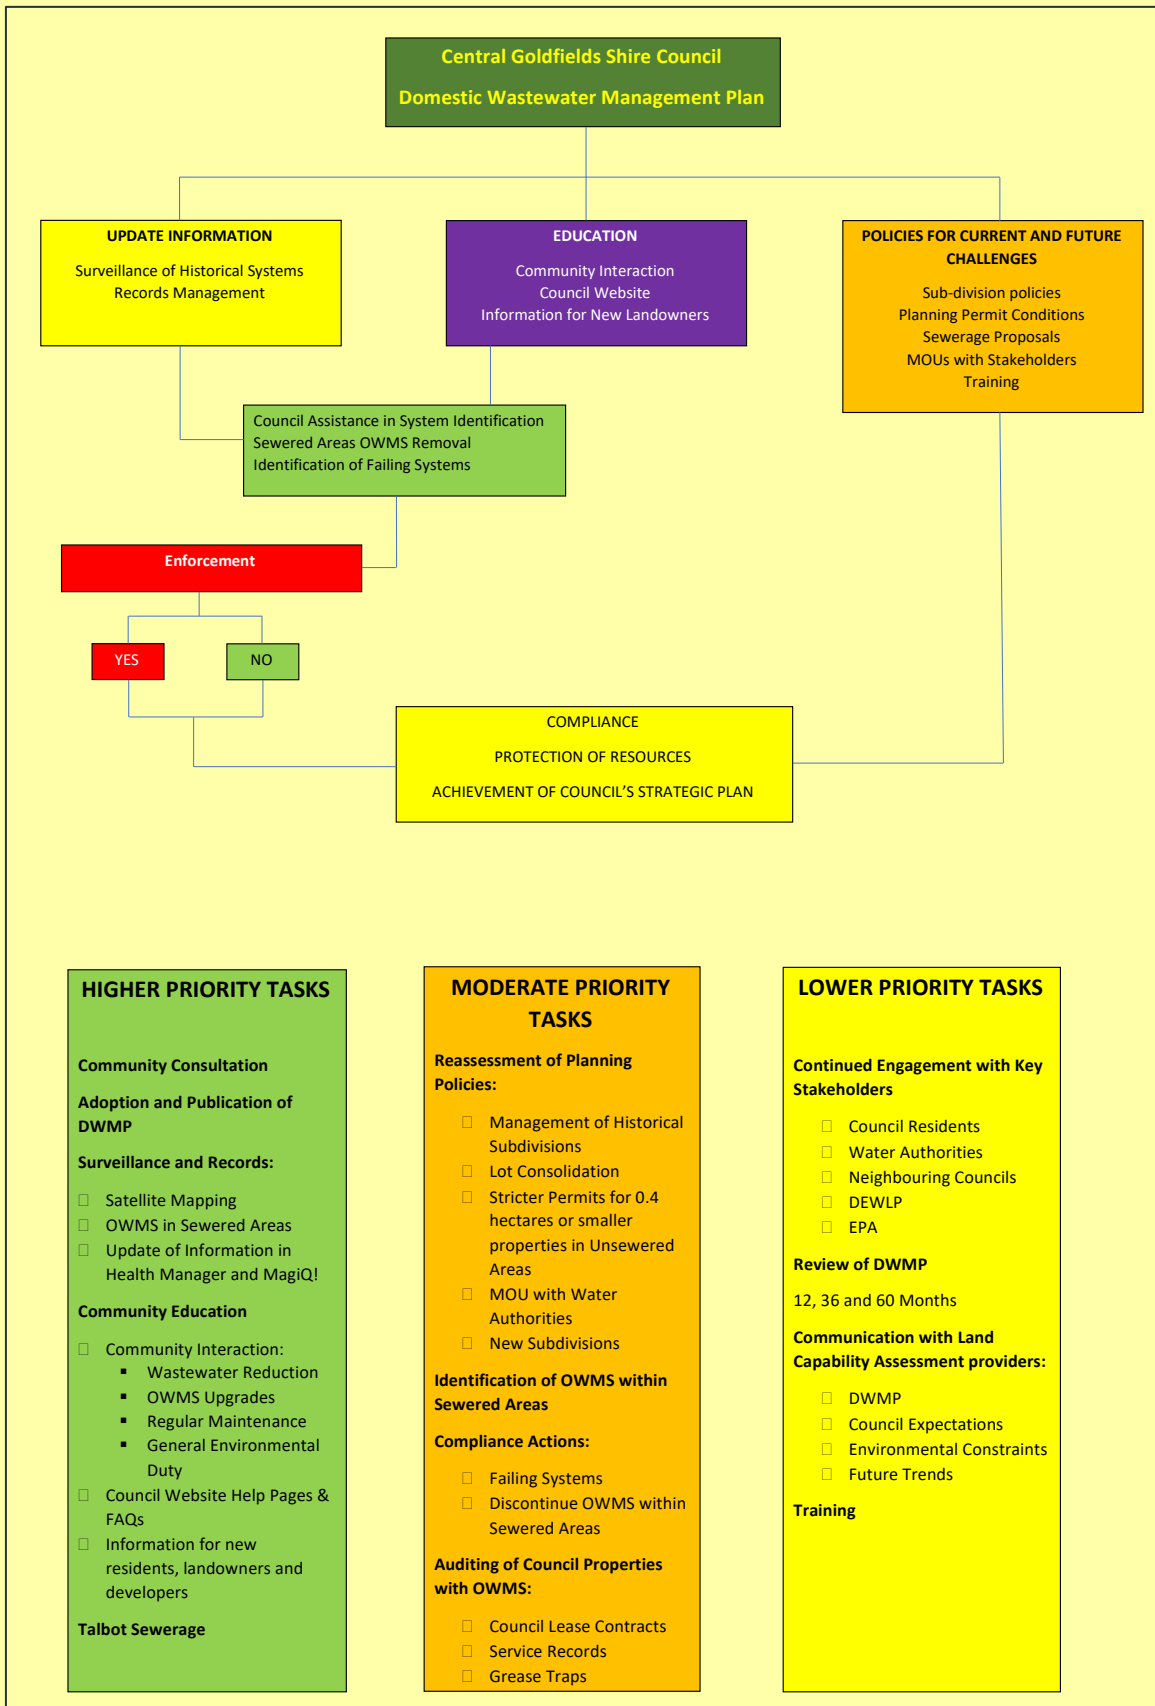 Central Goldfields Shire Council
Domestic Wastewater Management Plan
UPDATE INFORMATION
Surveillance of Historical Systems
Records Management
EDUCATION
Community Interaction
Council Website
Information for New Landowners
POLICIES FOR CURRENT AND FUTURE
CHALLENGES
Sub-division policies
Planning Permit Conditions
Sewerage Proposals
MOUs with Stakeholders
Training
Council Assistance in System Identification
Sewered Areas OWMS Removal
Identification of Failing Systems
Enforcement
YES
NO
COMPLIANCE
PROTECTION OF RESOURCES
ACHIEVEMENT OF COUNCIL’S STRATEGIC PLAN
HIGHER PRIORITY TASKS
Community Consultation
Adoption and Publication of
DWMP
Surveillance and Records:
Satellite Mapping
OWMS in Sewered Areas
Update of Information in
Health Manager and MagiQ!
Community Education
Community Interaction:
Wastewater Reduction
OWMS Upgrades
Regular Maintenance
General Environmental
Duty
Council Website Help Pages &
FAQs
Information for new
residents, landowners and
developers
Talbot Sewerage
MODERATE PRIORITY
TASKS
Reassessment of Planning
Policies:
Management of Historical
Subdivisions
Lot Consolidation
Stricter Permits for 0.4
hectares or smaller
properties in Unsewered
Areas
MOU with Water
Authorities
New Subdivisions
Identification of OWMS within
Sewered Areas
Compliance Actions:
Failing Systems
Discontinue OWMS within
Sewered Areas
Auditing of Council Properties
with OWMS:
Council Lease Contracts
Service Records
Grease Traps
LOWER PRIORITY TASKS
Continued Engagement with Key
Stakeholders
Council Residents
Water Authorities
Neighbouring Councils
DEWLP
EPA
Review of DWMP
12, 36 and 60 Months
Communication with Land
Capability Assessment providers:
DWMP
Council Expectations
Environmental Constraints
Future Trends
Training